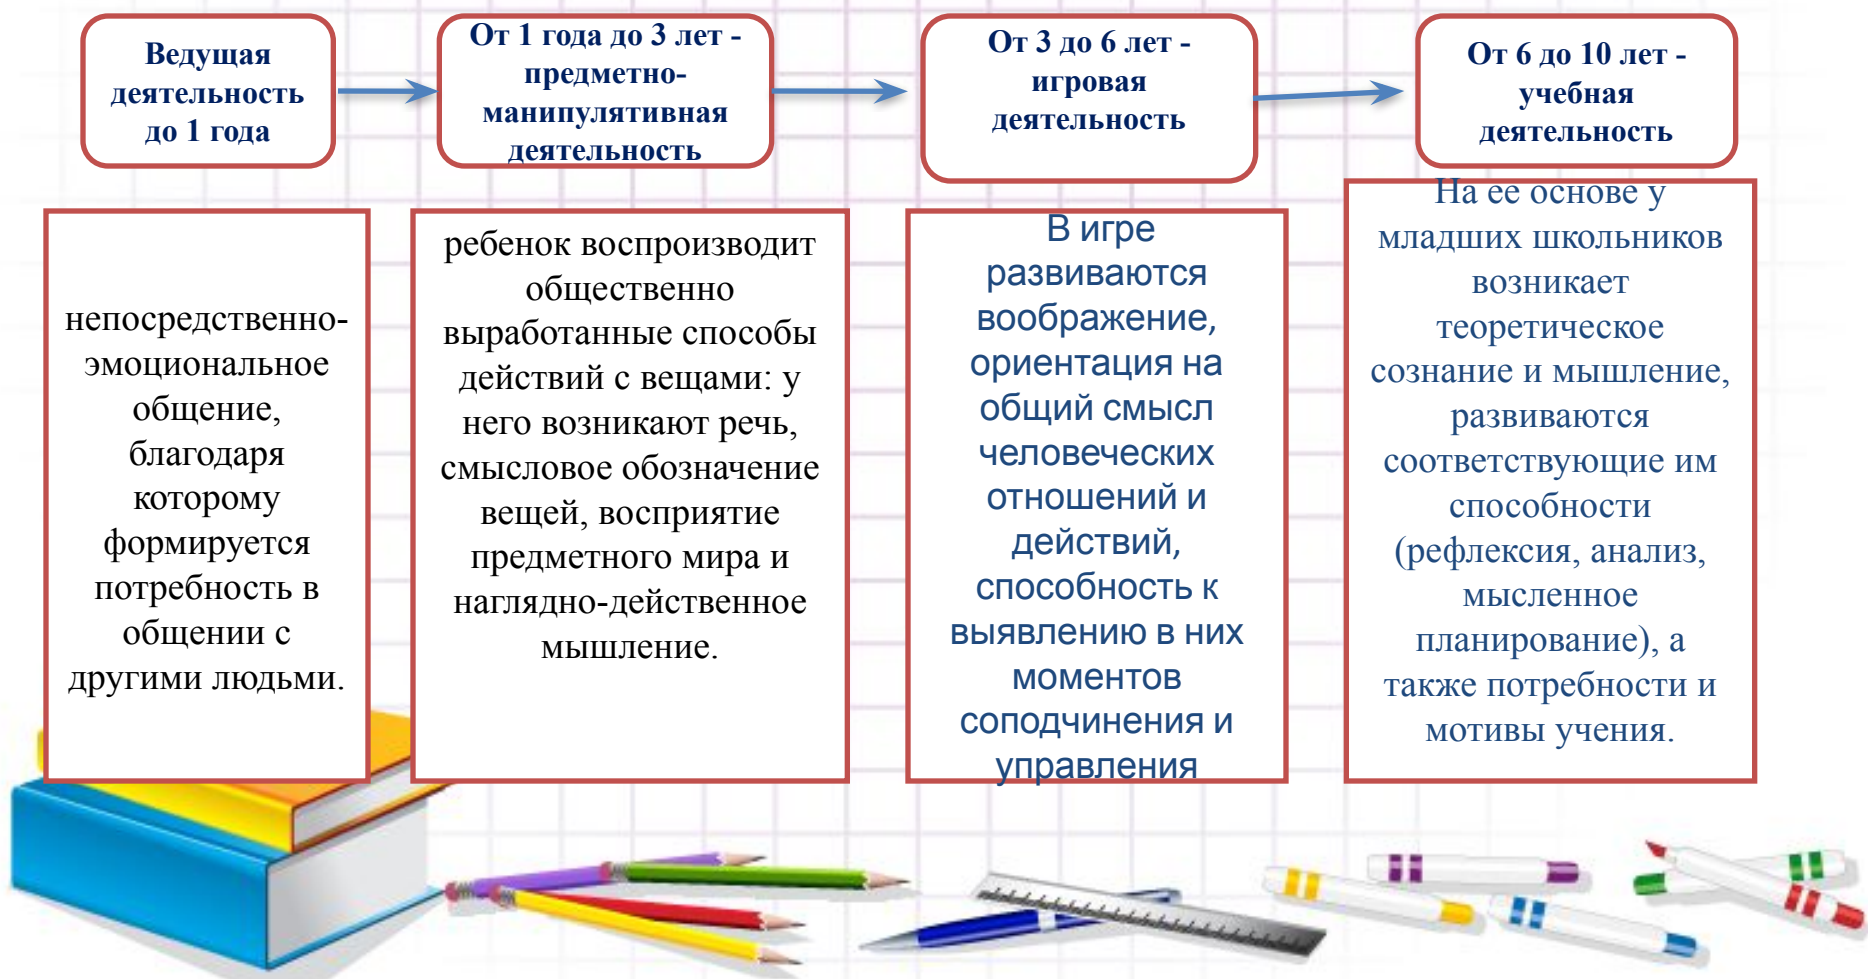 Ведущая
деятельность
до 1 года
От 1 года до 3 лет -
предметно-
манипулятивная
деятельность
От 3 до 6 лет -
игровая
деятельность
От 6 до 10 лет -
учебная
деятельность
непосредственно-
эмоциональное
общение,
благодаря
которому
формируется
потребность в
общении с
другими людьми.
ребенок воспроизводит
общественно
выработанные способы
действий с вещами: у
него возникают речь,
смысловое обозначение
вещей, восприятие
предметного мира и
наглядно-действенное
мышление.
В игре
развиваются
воображение,
ориентация на
общий смысл
человеческих
отношений и
действий,
способность к
выявлению в них
моментов
соподчинения и
управления
На ее основе у
младших школьников
возникает
теоретическое
сознание и мышление,
развиваются
соответствующие им
способности
(рефлексия, анализ,
мысленное
планирование), а
также потребности и
мотивы учения.